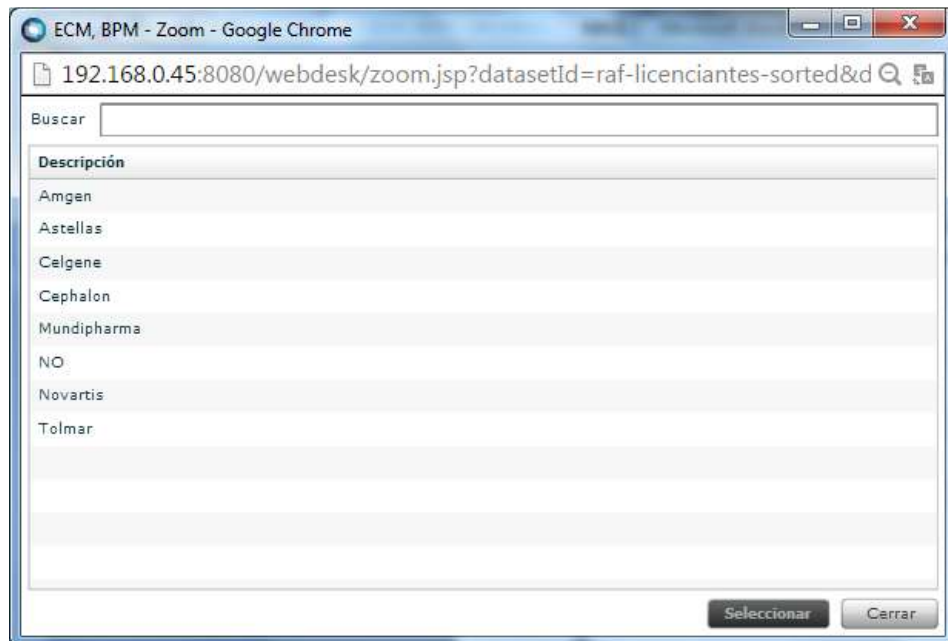 ECM, BPM - Zoom - Google Chrome
192.168.0.45:8080/webdesk/zoom.jsp?datasetId=raf-licenciantes-sorted&d
Buscar
Descripción
Amgen
Astellas
Celgene
Cephalon
Mundipharma
NO
Novartis
Tolmar
Seleccionar Cerrar